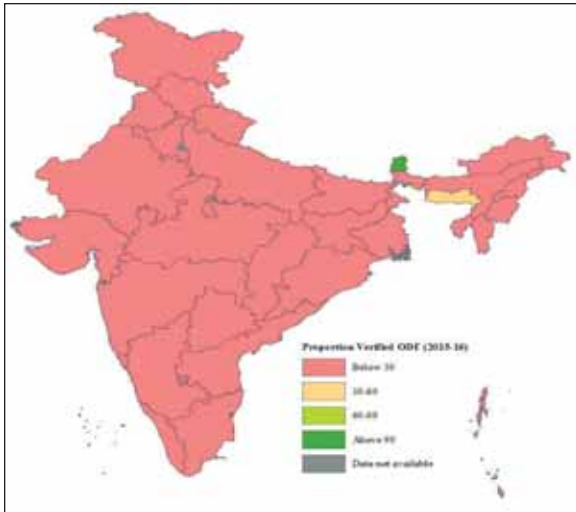 Proportion Verified ODF (2015-16)
Below 30
30-60
60-90
Above 90
Data not available